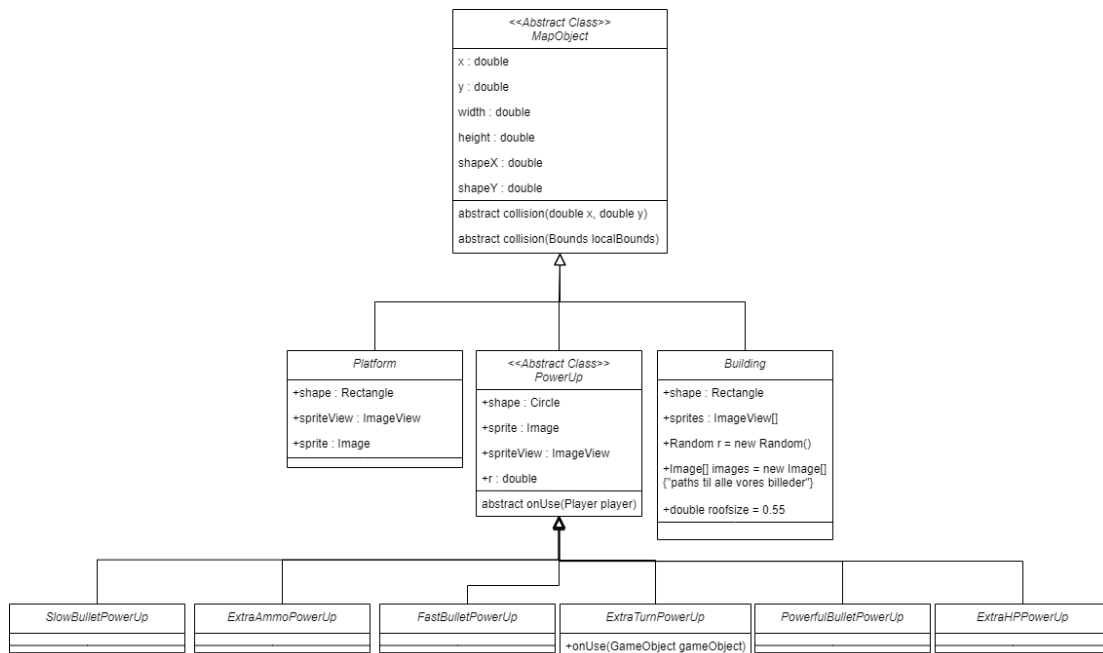 <<Abstract Class>>
MapObject
x : double
y : double
width : double
height : double
shapeX : double
shapeY : double
abstract collision(double x, double y)
abstract collision(Bounds localBounds)
Platform
+shape : Rectangle
+spriteView : ImageView
+sprite : Image
<<Abstract Class>>
PowerUp
+shape : Circle
+sprite : Image
+spriteView : ImageView
+r : double
abstract onUse(Player player)
Building
+shape : Rectangle
+sprites : ImageView[]
+Random r = new Random()
+Image[] images = new Image[]
{"paths til alle vores billeder"}
+double roofsize = 0.55
SlowBulletPowerUp
ExtraAmmoPowerUp
FastBulletPowerUp
ExtraTurnPowerUp
+onUse(GameObject gameObject)
PowerfulBulletPowerUp
ExtraHPPowerUp